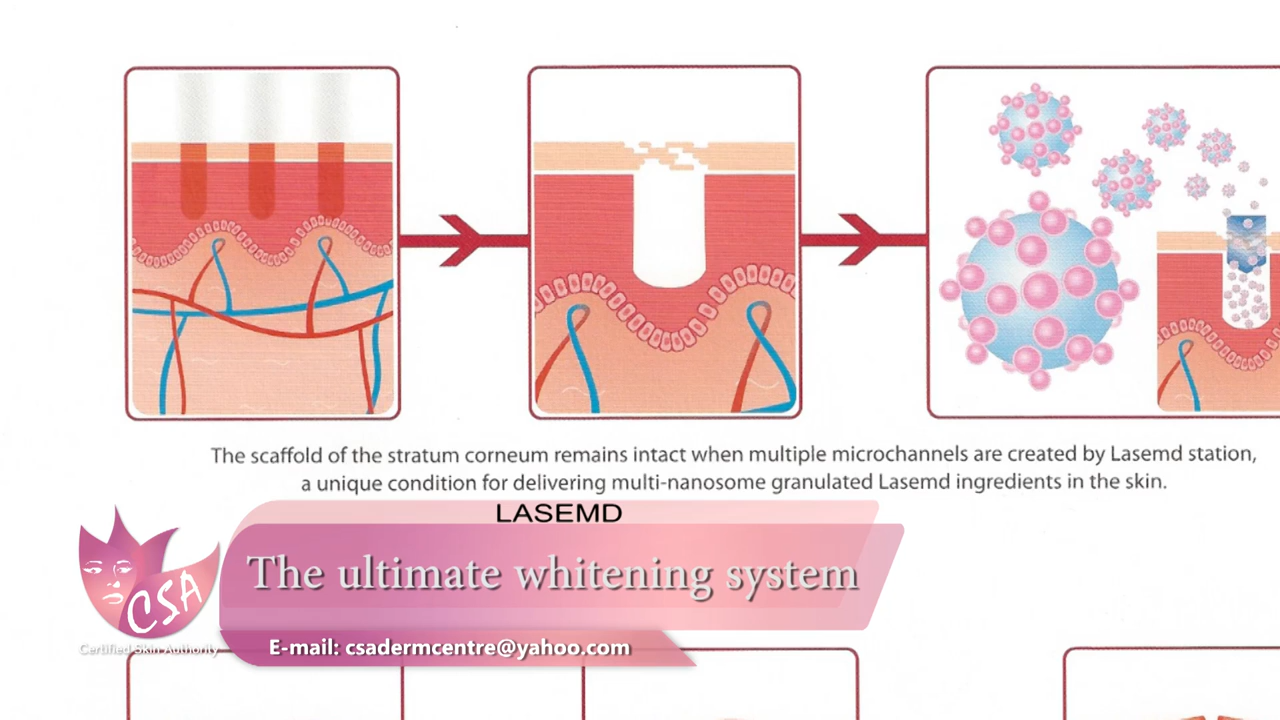 The scaffold of the stratum corneum remains intact when multiple microchannels are created by Lasemd station,
a unique condition for delivering multi-nanosome granulated Lasemd ingredients in the skin.
LASEMD
The ultimate whitening system
CSA
Certified Skin Authority
E-mail: csadermcentre@yahoo.com